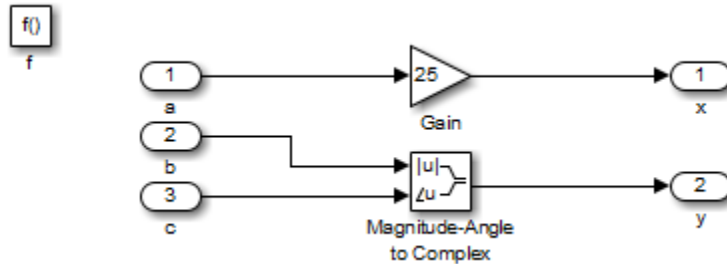 f()
f
1
a
25
Gain
1
x
2
b
3
c
|u|
∠u
Magnitude-Angle
to Complex
2
y